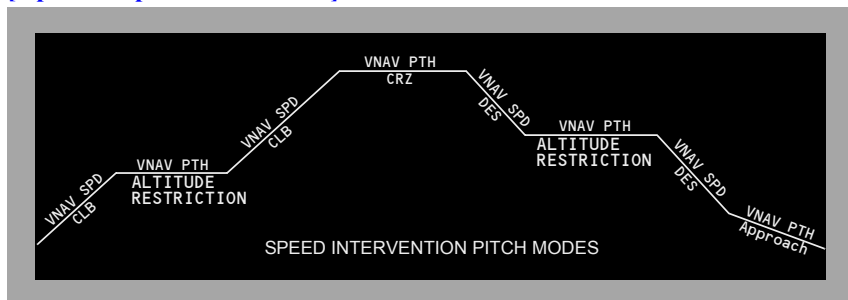 VNAV SPD
CLB
VNAV PTH
ALTITUDE
RESTRICTION
VNAV SPD
CLB
VNAV PTH
CRZ
VNAV SPD
DES
VNAV PTH
ALTITUDE
RESTRICTION
VNAV SPD
DES
VNAV PTH
Approach
SPEED INTERVENTION PITCH MODES